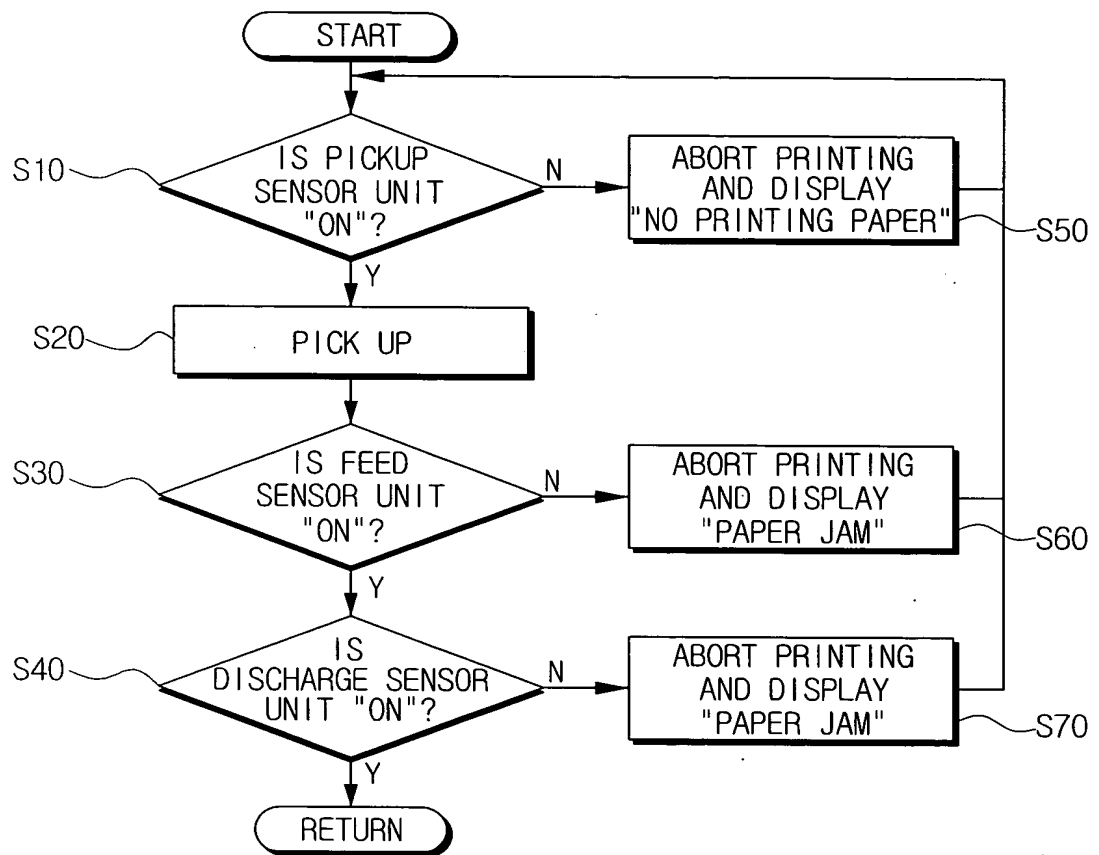 START
S10
IS PICKUP
SENSOR UNIT
"ON"?
N
ABORT PRINTING
AND DISPLAY
"NO PRINTING PAPER"
S50
Y
S20
PICK UP
S30
IS FEED
SENSOR UNIT
"ON"?
N
ABORT PRINTING
AND DISPLAY
"PAPER JAM"
S60
Y
S40
IS
DISCHARGE SENSOR
UNIT "ON"?
N
ABORT PRINTING
AND DISPLAY
"PAPER JAM"
S70
Y
RETURN